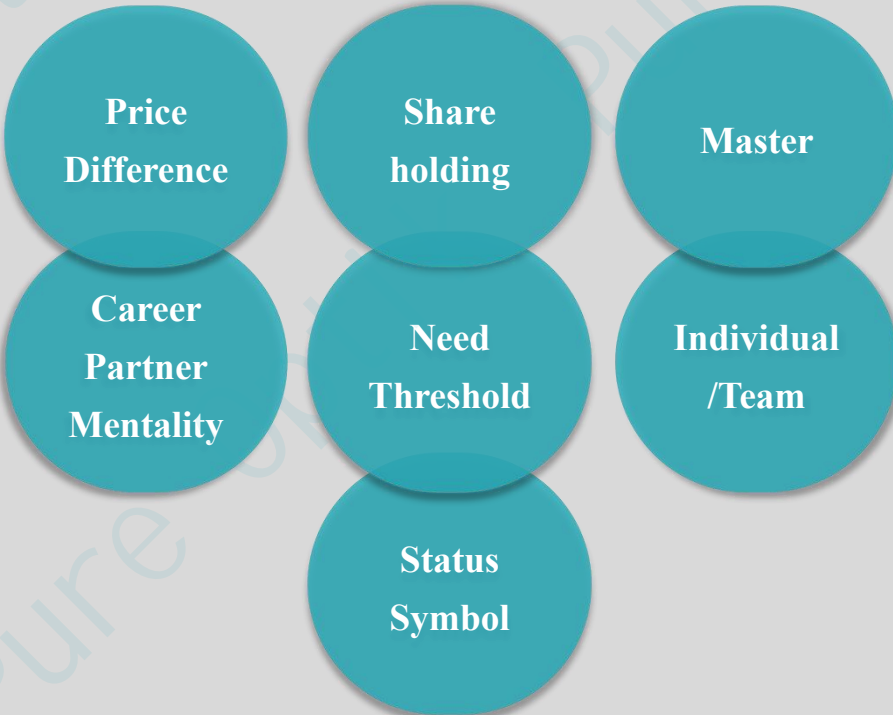 Price
Difference
Share
holding
Master
Career
Partner
Mentality
Need
Threshold
Individual
/Team
Status
Symbol